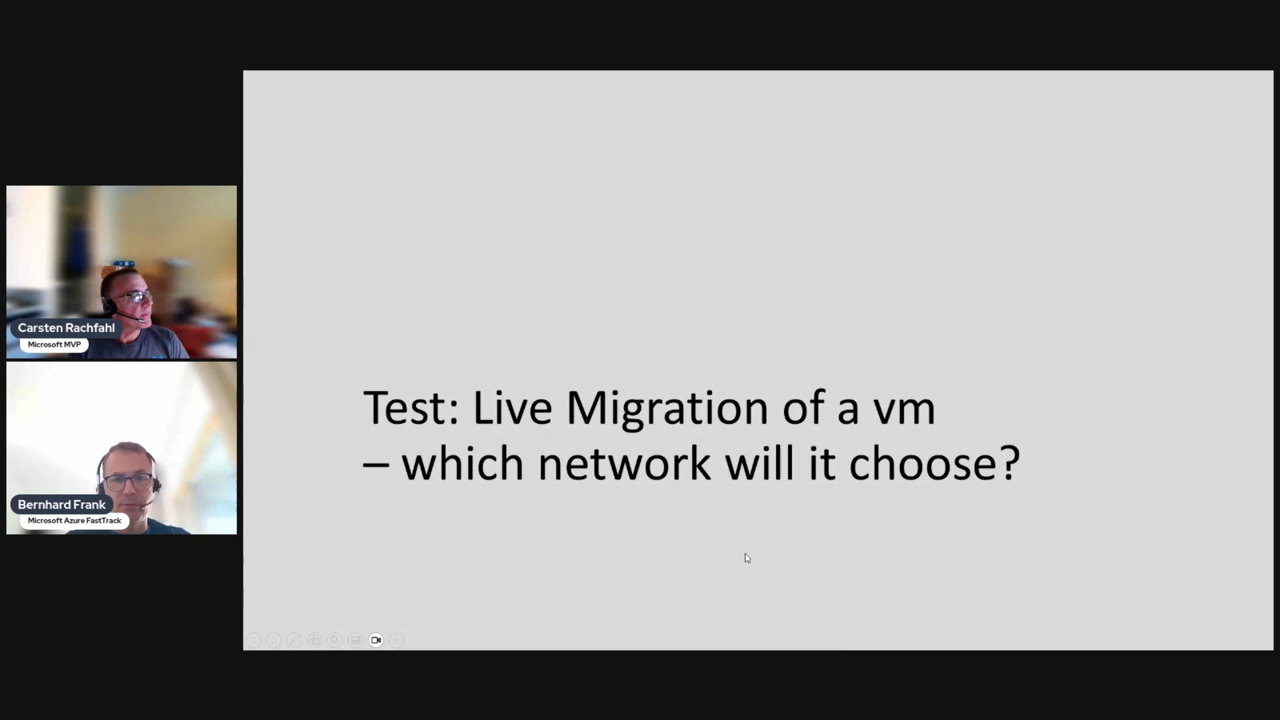 Carsten Rachfahl
Microsoft MVP
Bernhard Frank
Microsoft Azure FastTrack
Test: Live Migration of a vm
– which network will it choose?